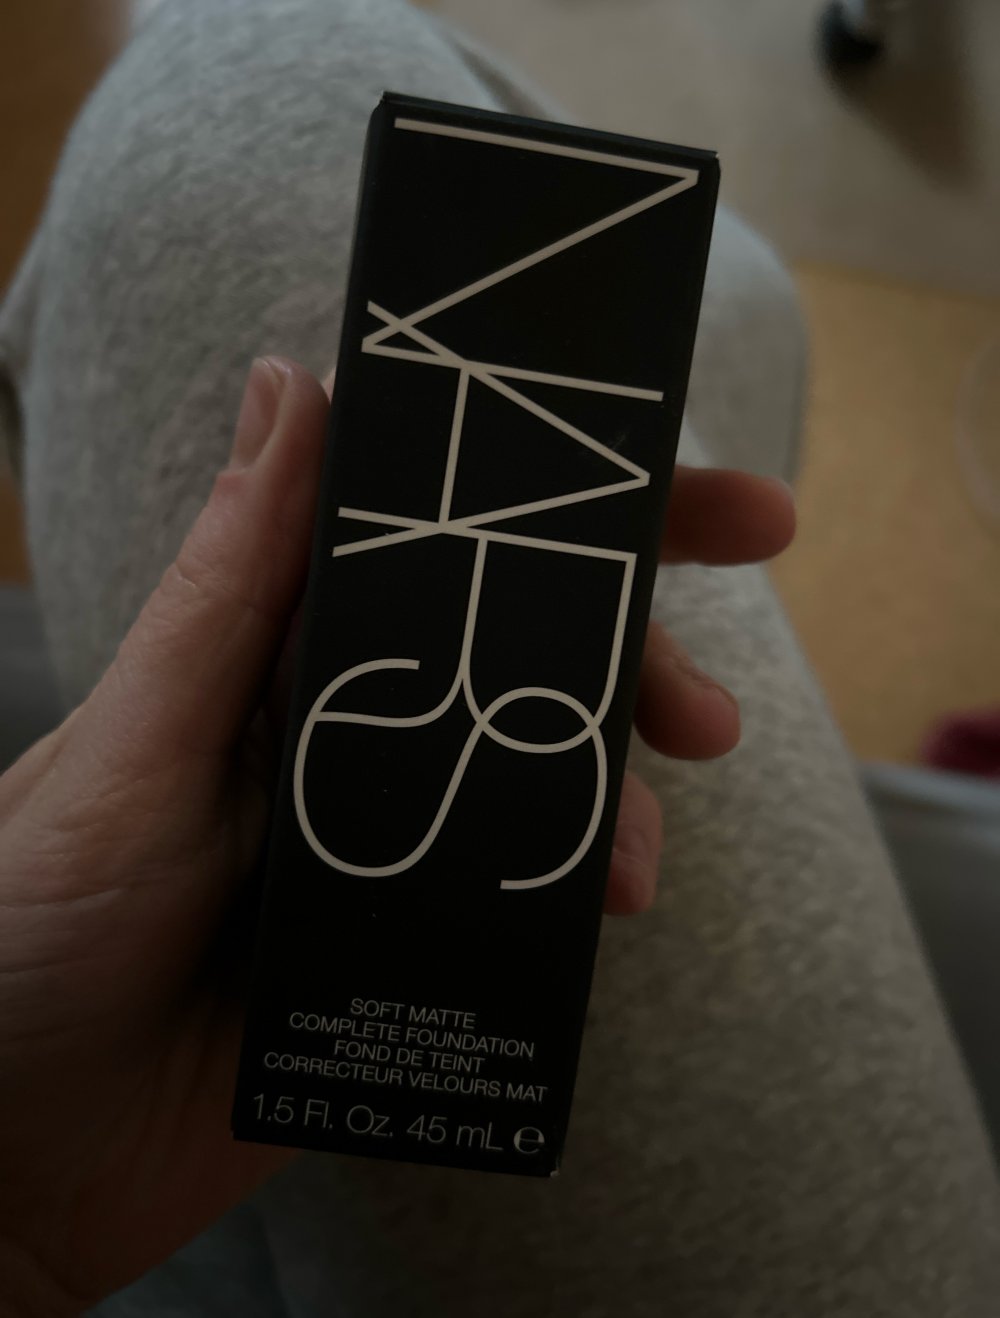 NARS
SOFT MATTE
COMPLETE FOUNDATION
FOND DE TEINT
CORRECTEUR VELOURS MAT
1.5 Fl. Oz. 45 mL ℮